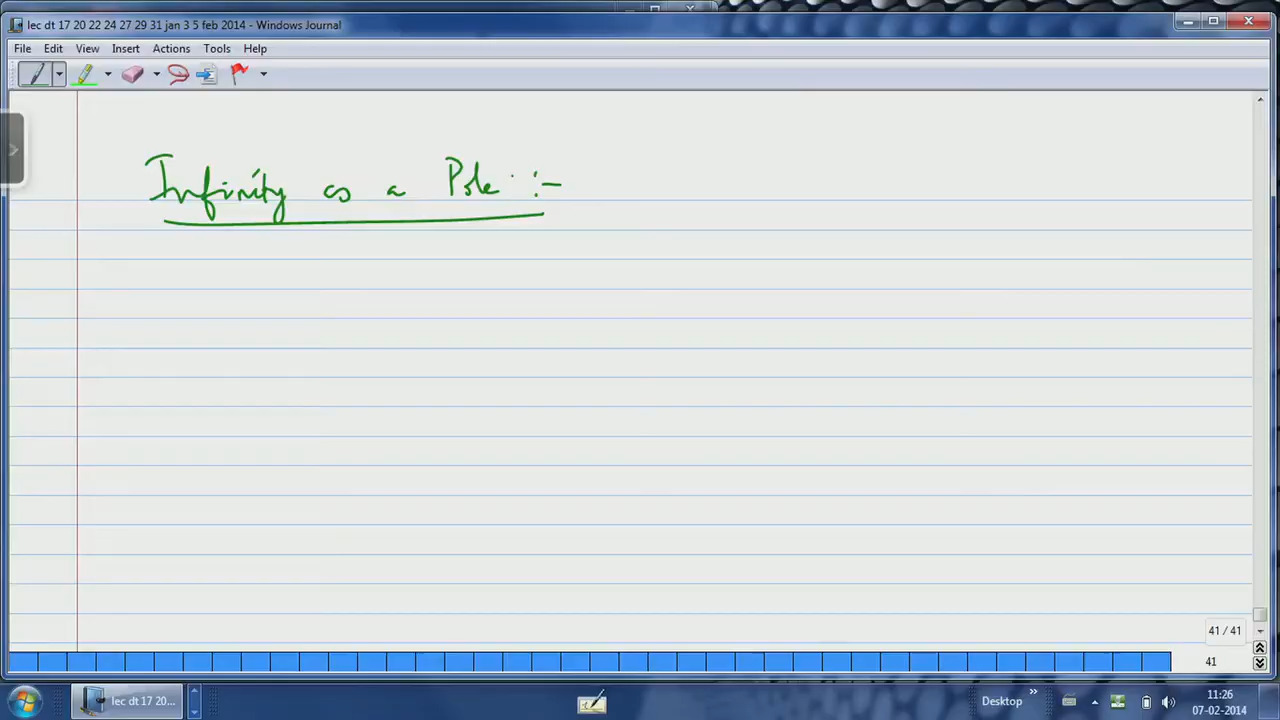 lec dt 17 20 22 24 27 29 31 jan 3 5 feb 2014 - Windows Journal
File Edit View Insert Actions Tools Help
Infinity as a Pole :-
41 / 41
41
lec dt 17 20...
Desktop
11:26
07-02-2014